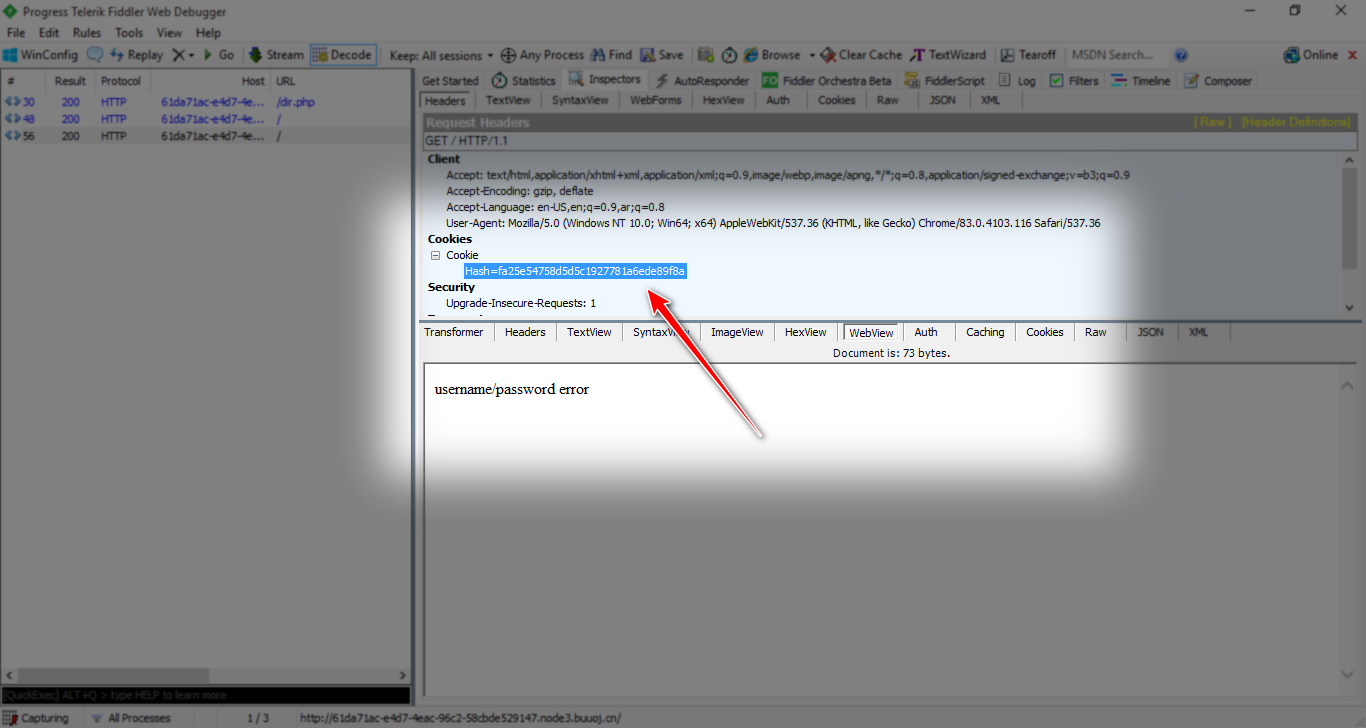 Progress Telerik Fiddler Web Debugger
File Edit Rules Tools View Help
WinConfig Replay Go Stream Decode Keep: All sessions Any Process Find Save Browse Clear Cache TextWizard Tearoff MSDN Search... Online
# Result Protocol Host URL
30 200 HTTP 61da71ac-e4d7-4e... /dir.php
48 200 HTTP 61da71ac-e4d7-4e... /
56 200 HTTP 61da71ac-e4d7-4e... /
Get Started Statistics Inspectors AutoResponder FO Fiddler Orchestra Beta FiddlerScript Log Filters Timeline Composer
Headers TextView SyntaxView WebForms HexView Auth Cookies Raw JSON XML
Request Headers [ Raw ] [Header Definitions]
GET / HTTP/1.1
Client
Accept: text/html,application/xhtml+xml,application/xml;q=0.9,image/webp,image/apng,*/*;q=0.8,application/signed-exchange;v=b3;q=0.9
Accept-Encoding: gzip, deflate
Accept-Language: en-US,en;q=0.9,ar;q=0.8
User-Agent: Mozilla/5.0 (Windows NT 10.0; Win64; x64) AppleWebKit/537.36 (KHTML, like Gecko) Chrome/83.0.4103.116 Safari/537.36
Cookies
Cookie
Hash=fa25e54758d5d5c1927781a6ede89f8a
Security
Upgrade-Insecure-Requests: 1
Transformer Headers TextView ImageView HexView WebView Auth Caching Cookies Raw JSON XML
Document is: 73 bytes.
username/password error
[QuickExec] ALT+Q > type HELP to learn more
Capturing All Processes 1 / 3 http://61da71ac-e4d7-4eac-96c2-58cbde529147.node3.buuoj.cn/